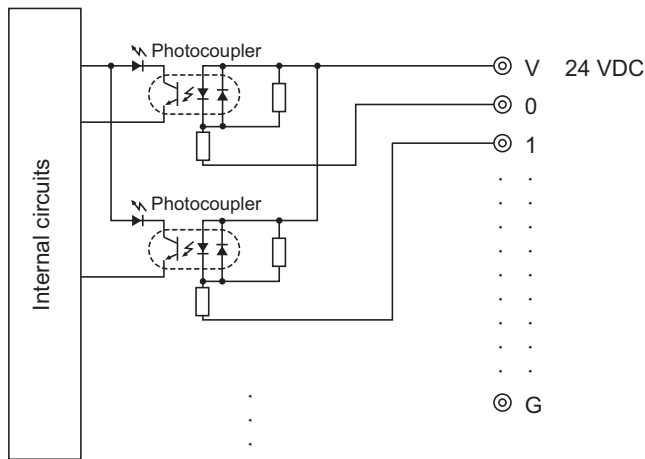 Photocoupler
V 24 VDC
0
1
Photocoupler
Internal circuits
G